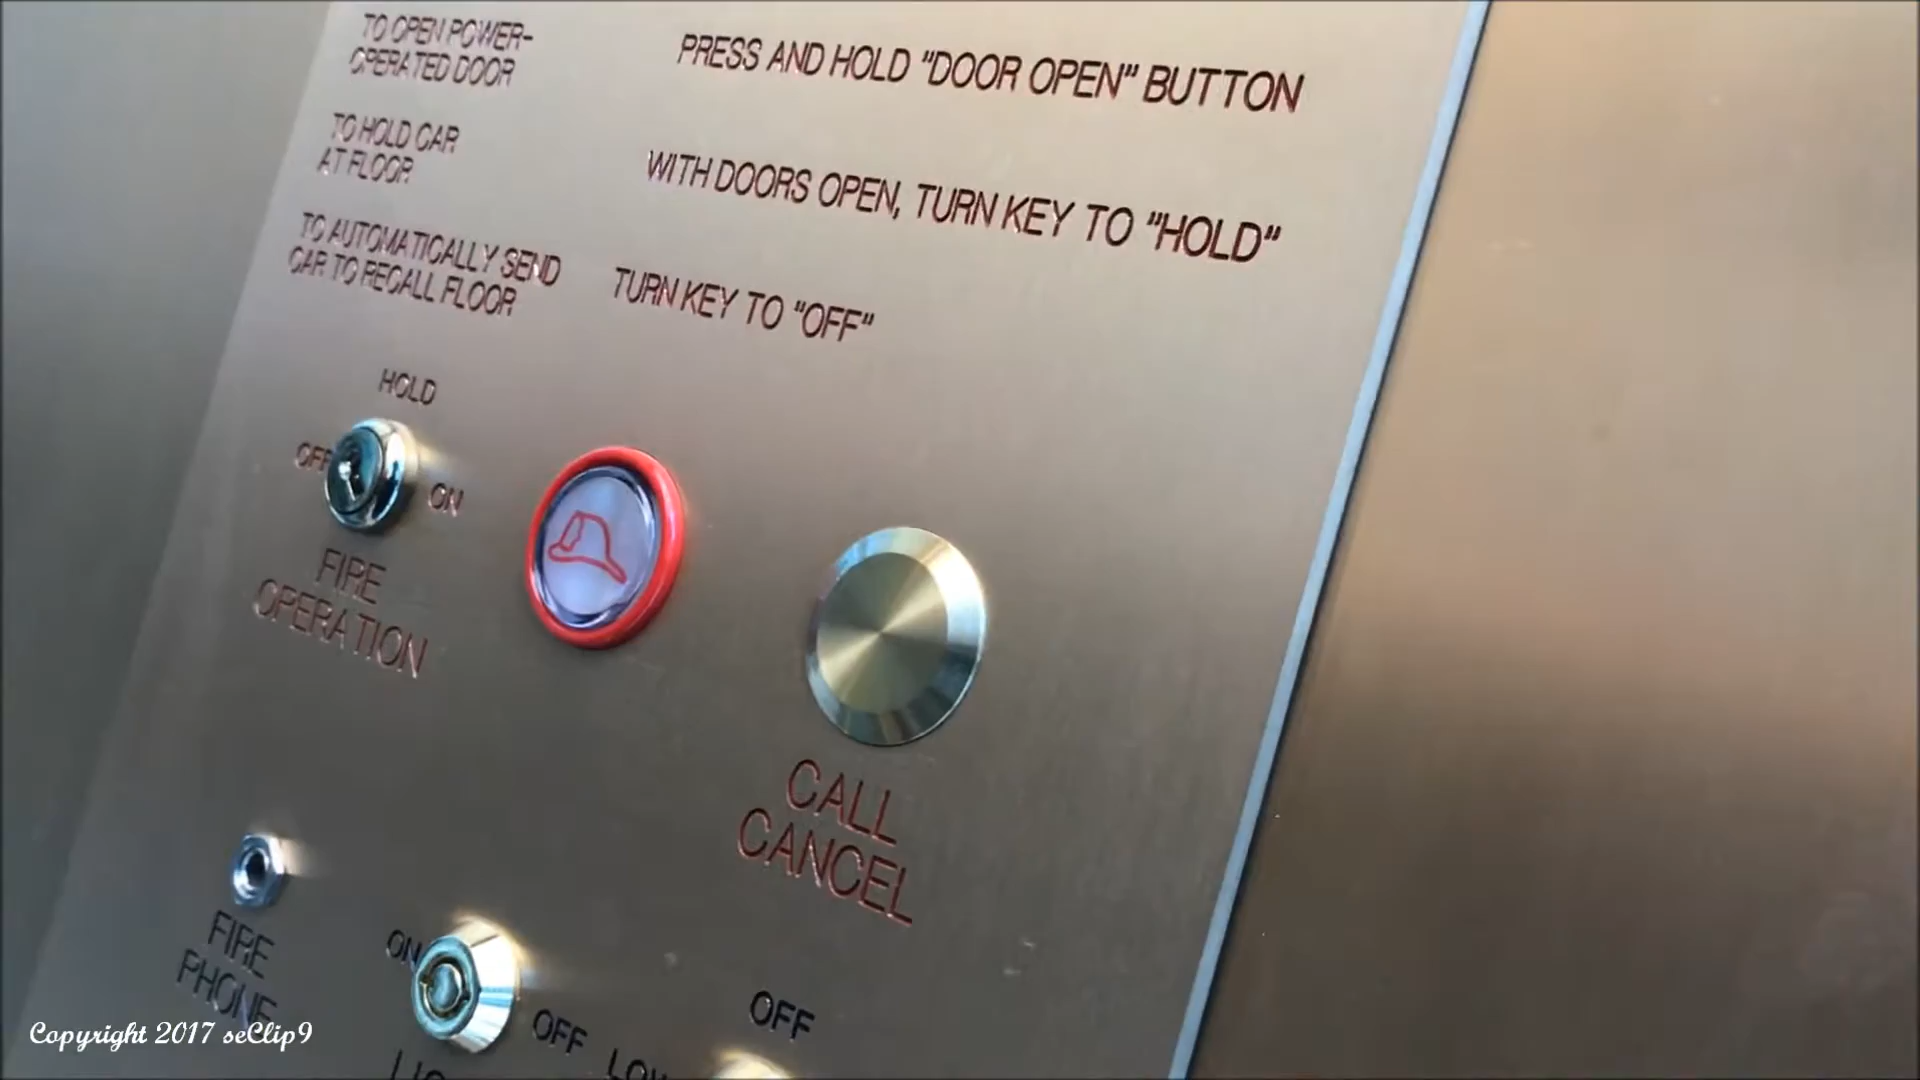 TO OPEN POWER-
OPERATED DOOR
PRESS AND HOLD "DOOR OPEN" BUTTON
TO HOLD CAR
AT FLOOR
WITH DOORS OPEN, TURN KEY TO "HOLD"
TO AUTOMATICALLY SEND
CAR TO RECALL FLOOR
TURN KEY TO "OFF"
HOLD
OFF
ON
FIRE
OPERATION
CALL
CANCEL
FIRE
PHONE
ON
OFF
OFF
Copyright 2017 seClip9